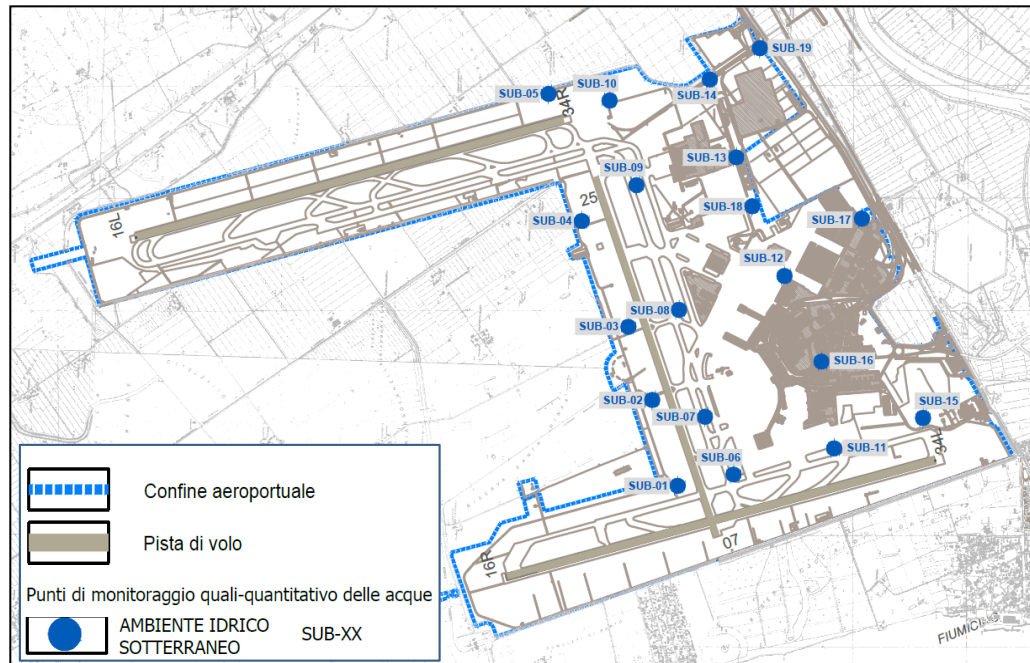 SUB-19
SUB-14
SUB-10
SUB-05
34R
SUB-13
SUB-09
25
SUB-18
SUB-04
SUB-17
16L
SUB-12
SUB-08
SUB-03
SUB-16
SUB-02
SUB-07
SUB-15
34L
SUB-11
SUB-06
SUB-01
07
16R
FIUMICI
Confine aeroportuale
Pista di volo
Punti di monitoraggio quali-quantitativo delle acque
AMBIENTE IDRICO
SOTTERRANEO
SUB-XX